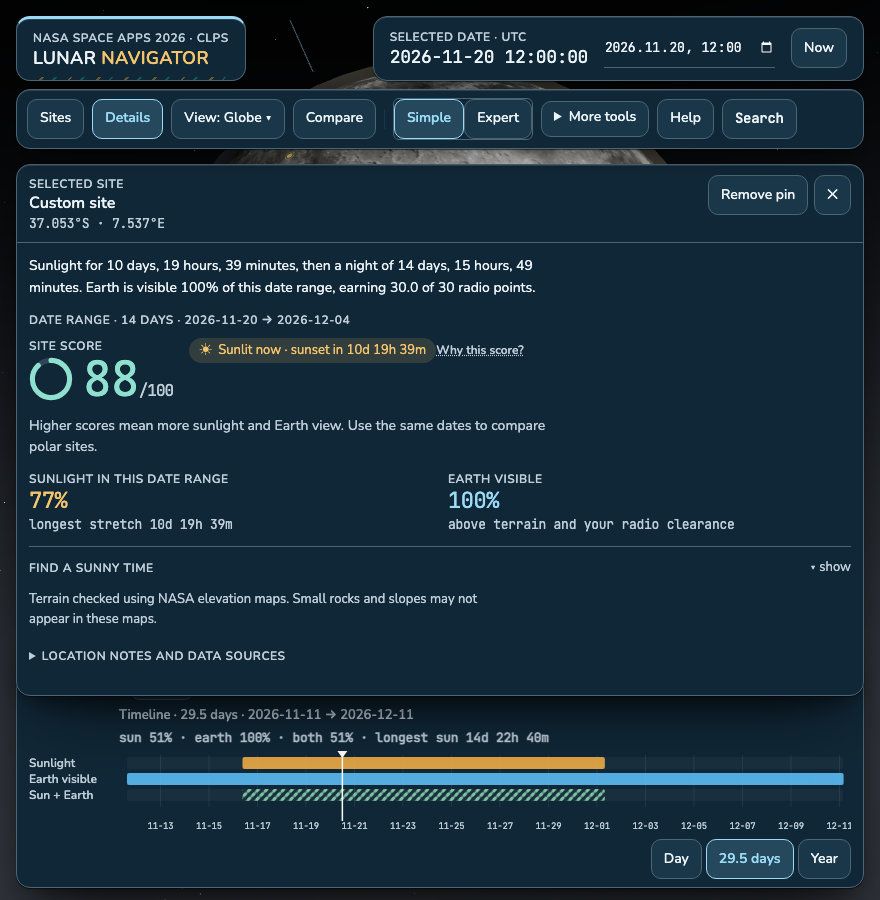 NASA SPACE APPS 2026 · CLPS
LUNAR NAVIGATOR
SELECTED DATE · UTC
2026-11-20 12:00:00
2026.11.20, 12:00
Now
Sites
Details
View: Globe ▾
Compare
Simple
Expert
▶ More tools
Help
Search
SELECTED SITE
Custom site
37.053°S · 7.537°E
Remove pin
✕
Sunlight for 10 days, 19 hours, 39 minutes, then a night of 14 days, 15 hours, 49
minutes. Earth is visible 100% of this date range, earning 30.0 of 30 radio points.
DATE RANGE · 14 DAYS · 2026-11-20 → 2026-12-04
SITE SCORE
88/100
☀ Sunlit now · sunset in 10d 19h 39m
Why this score?
Higher scores mean more sunlight and Earth view. Use the same dates to compare
polar sites.
SUNLIGHT IN THIS DATE RANGE
77%
longest stretch 10d 19h 39m
EARTH VISIBLE
100%
above terrain and your radio clearance
FIND A SUNNY TIME
▾ show
Terrain checked using NASA elevation maps. Small rocks and slopes may not
appear in these maps.
▶ LOCATION NOTES AND DATA SOURCES
Timeline · 29.5 days · 2026-11-11 → 2026-12-11
sun 51% · earth 100% · both 51% · longest sun 14d 22h 40m
Sunlight
Earth visible
Sun + Earth
11-13 11-15 11-17 11-19 11-21 11-23 11-25 11-27 11-29 12-01 12-03 12-05 12-07 12-09 12-11
Day
29.5 days
Year